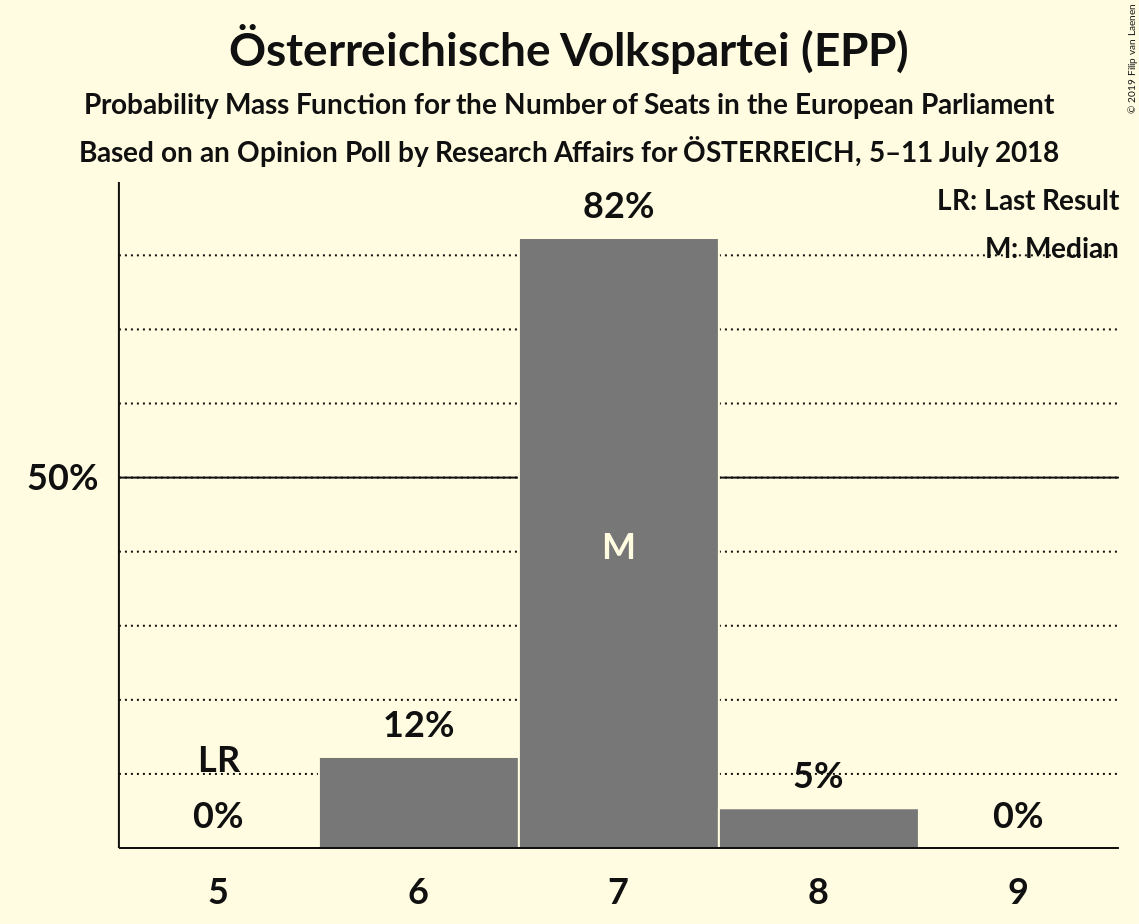 Österreichische Volkspartei (EPP)
Probability Mass Function for the Number of Seats in the European Parliament
Based on an Opinion Poll by Research Affairs for ÖSTERREICH, 5–11 July 2018
© 2019 Filip van Laenen
LR: Last Result
M: Median
82%
50%
M
12%
LR
5%
0%
0%
5
6
7
8
9